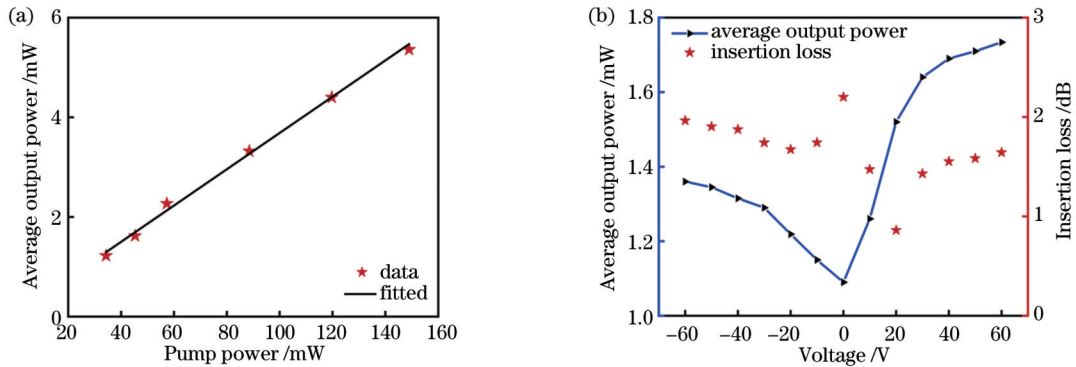 (a)
6
4
2
0
Average output power /mW
data
fitted
20 40 60 80 100 120 140 160
Pump power /mW
(b)
1.8
1.6
1.4
1.2
1.0
Average output power /mW
average output power
insertion loss
3
2
1
0
Insertion loss /dB
−60 −40 −20 0 20 40 60
Voltage /V